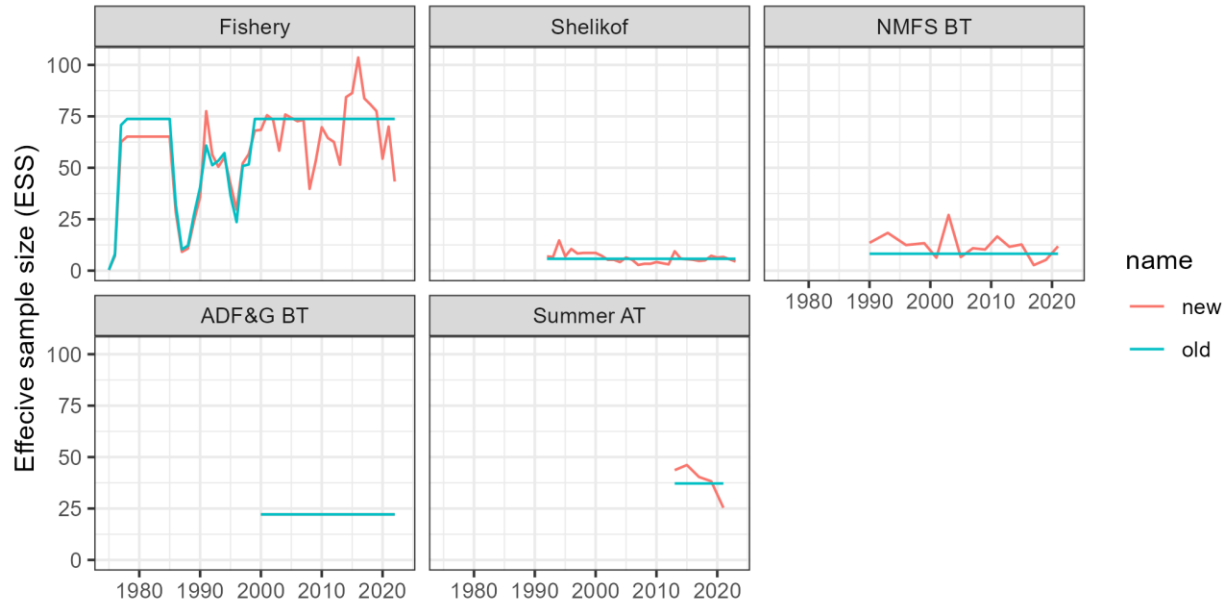 Fishery
Shelikof
NMFS BT
100
75
50
25
0
1980 1990 2000 2010 2020
ADF&G BT
Summer AT
100
75
50
25
0
1980 1990 2000 2010 2020
1980 1990 2000 2010 2020
Effecive sample size (ESS)
name
new
old